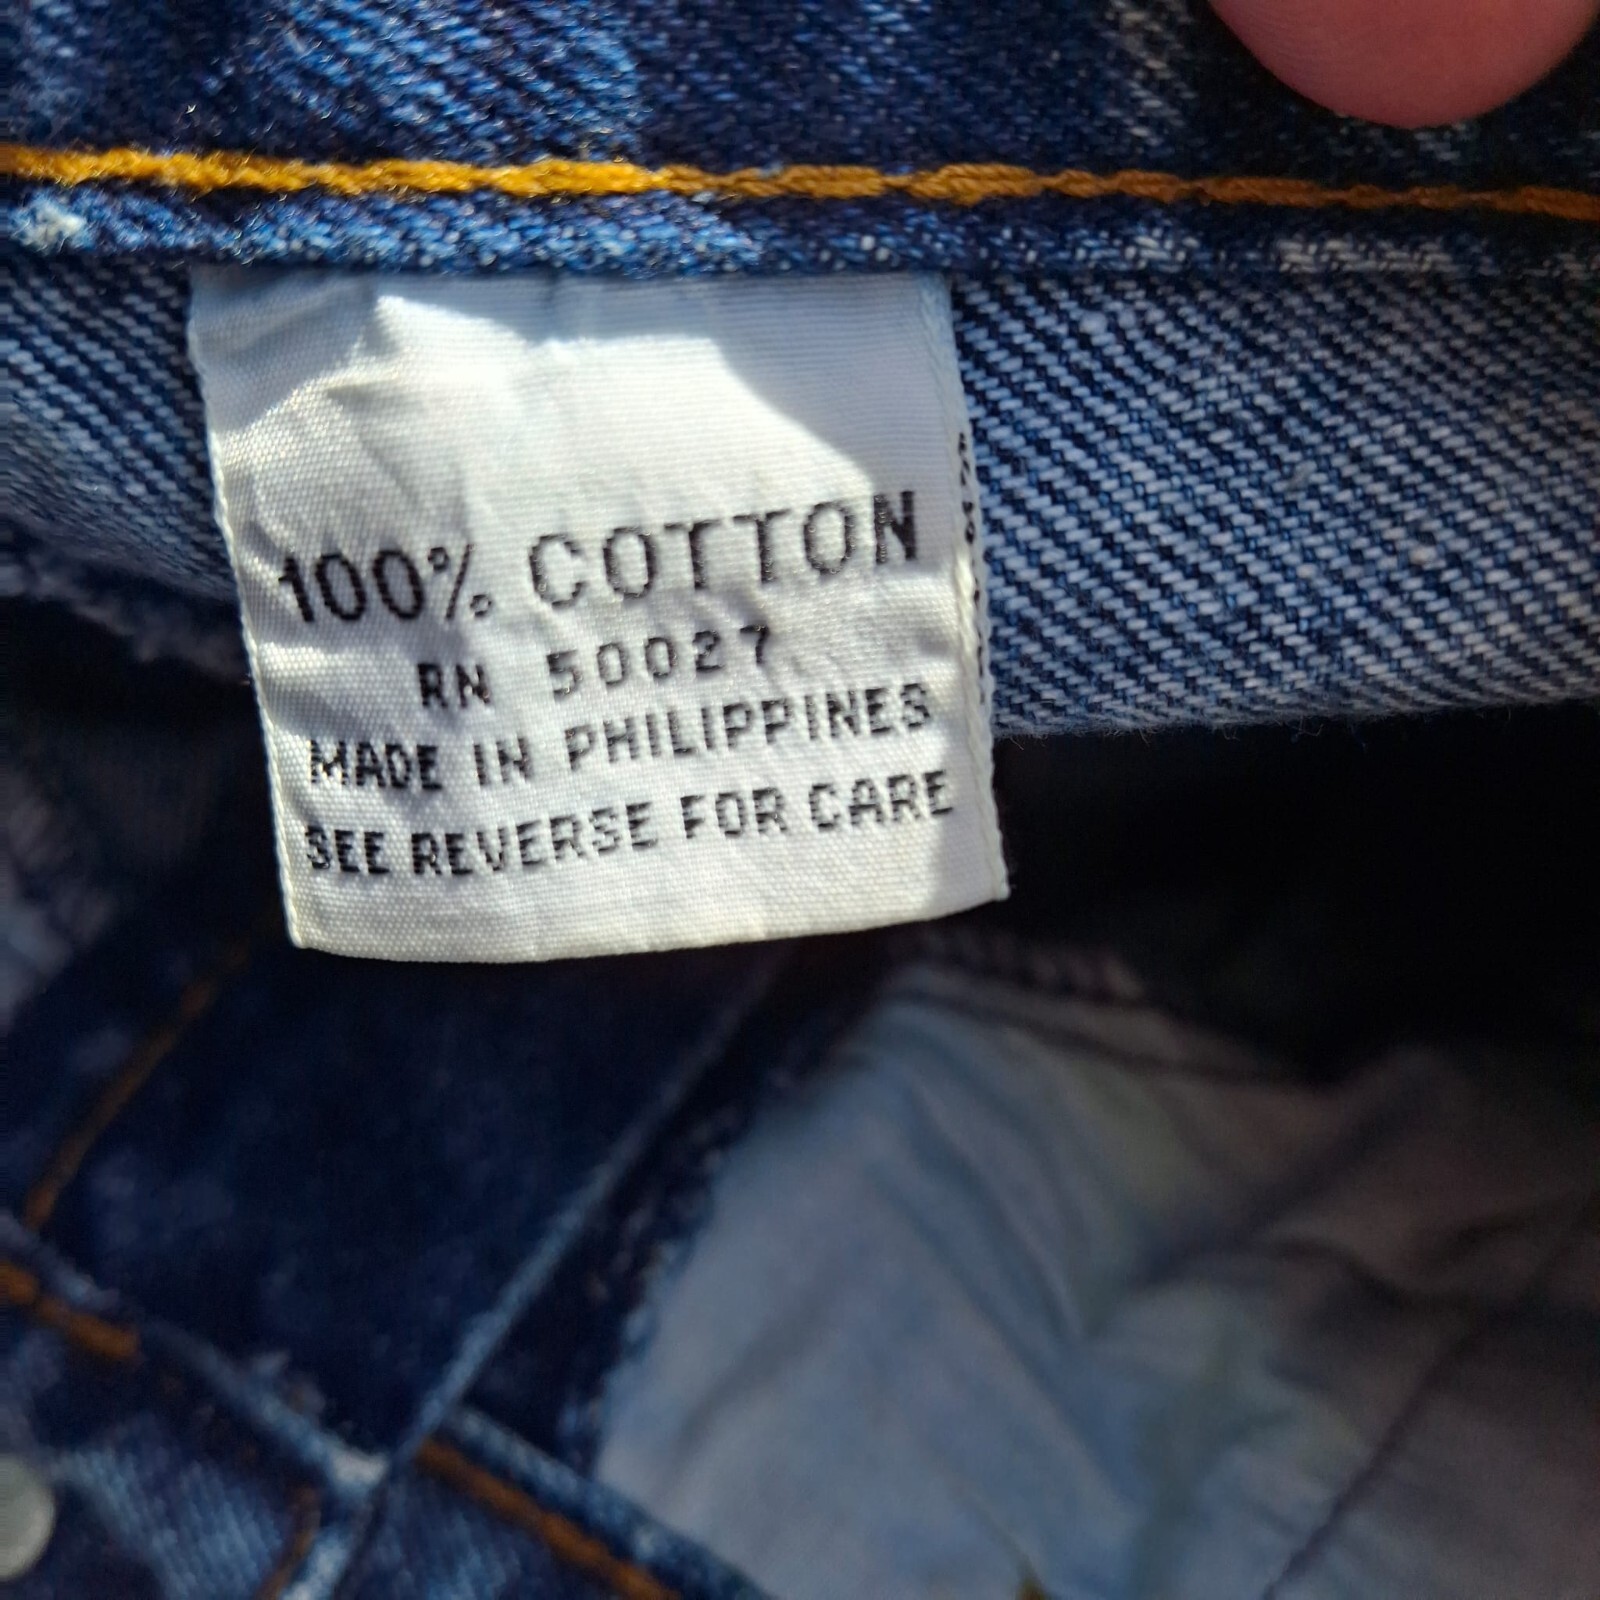 100% COTTON
RN 50027
MADE IN PHILIPPINES
SEE REVERSE FOR CARE